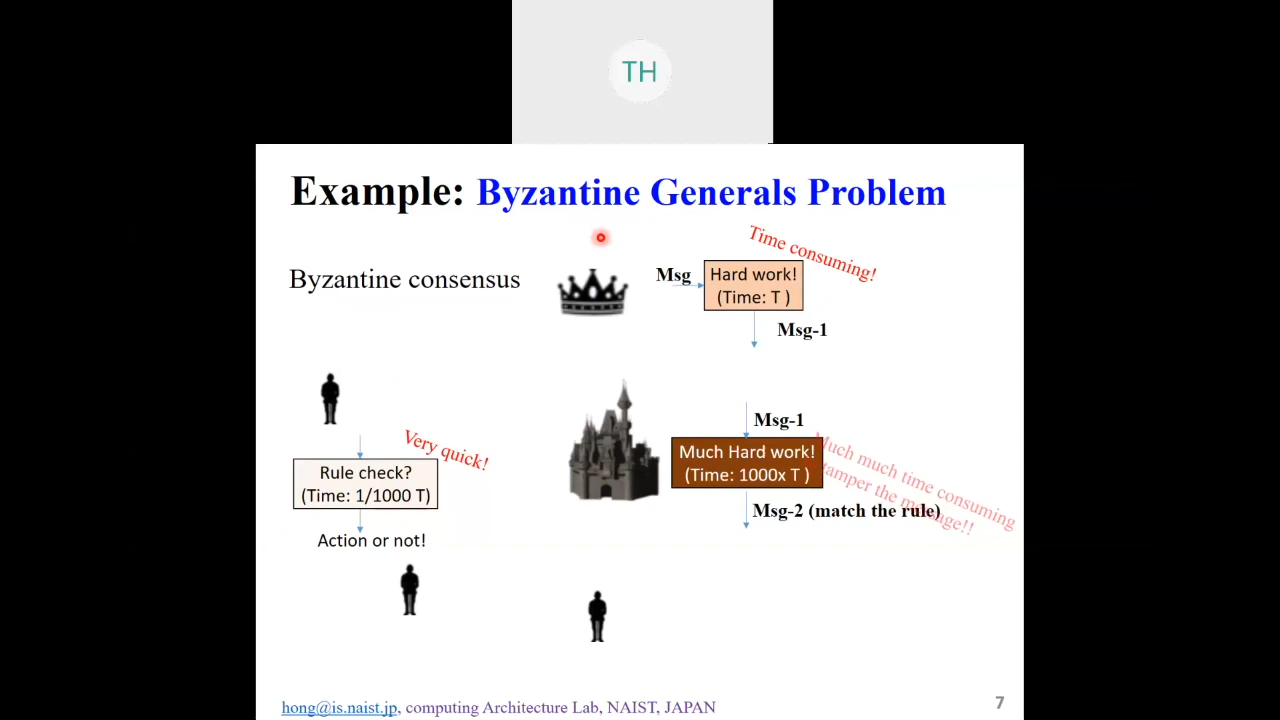 TH
Example: Byzantine Generals Problem
Time consuming!
Byzantine consensus
Msg
Hard work!
(Time: T )
Msg-1
Very quick!
Rule check?
(Time: 1/1000 T)
Action or not!
Msg-1
Much Hard work!
(Time: 1000x T )
Much much time consuming
tamper the message!!
Msg-2 (match the rule)
hong@is.naist.jp, computing Architecture Lab, NAIST, JAPAN
7